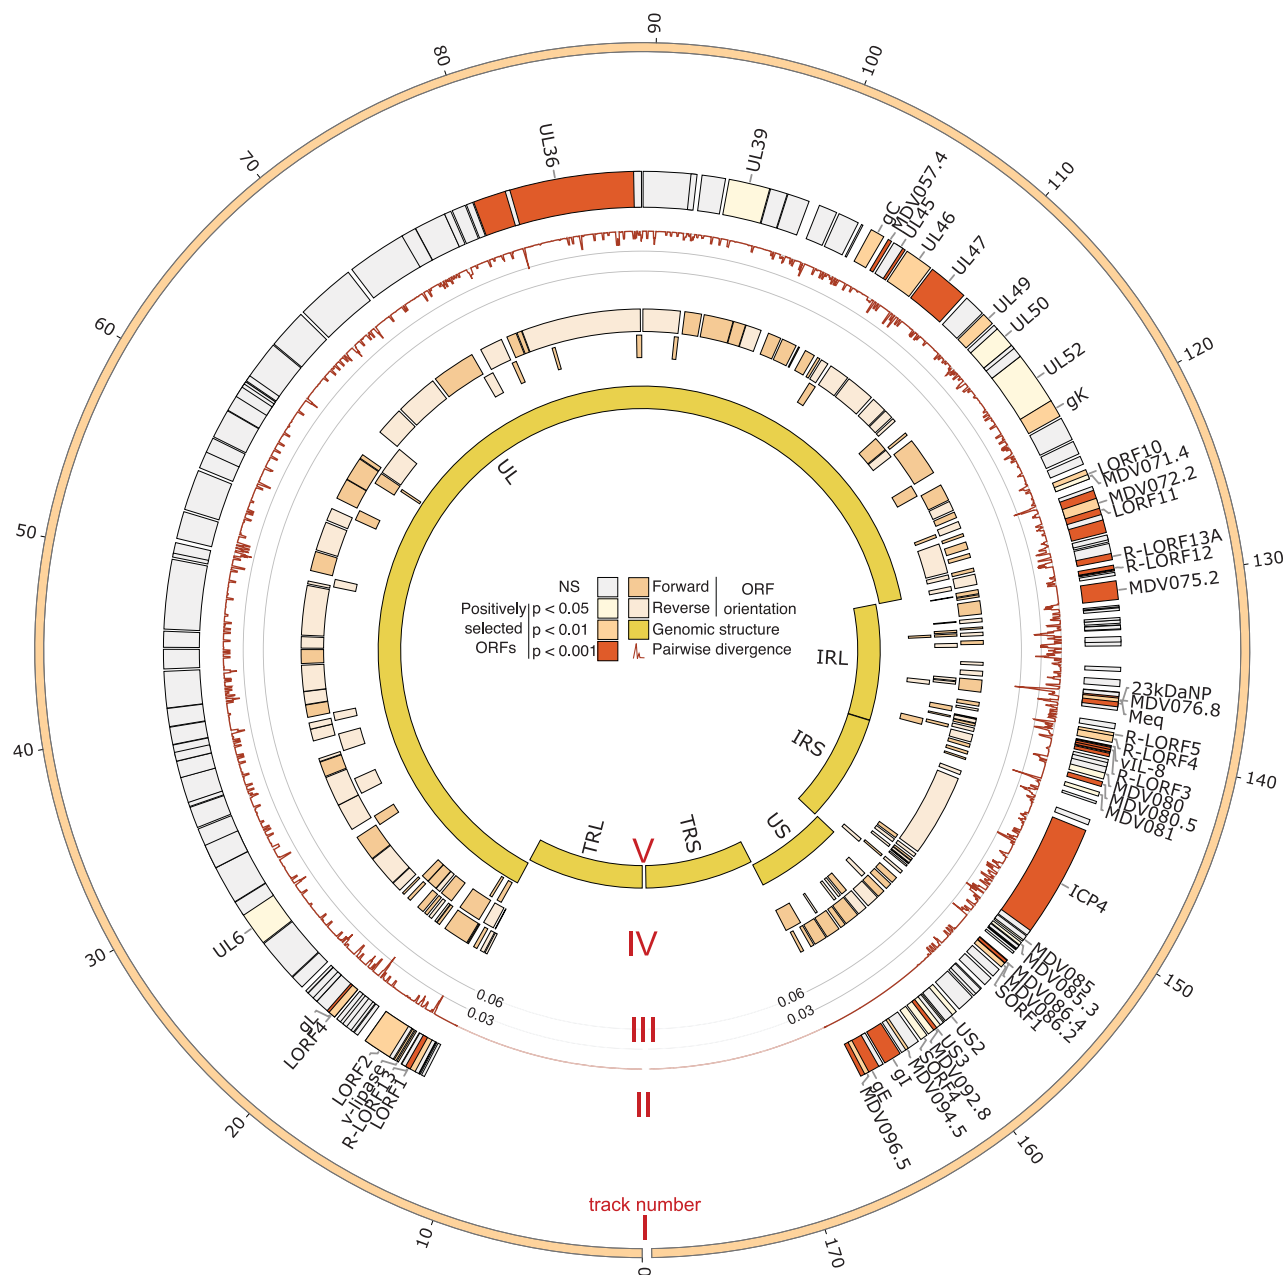 90
100
110
120
130
140
150
160
170
0
10
20
30
40
50
60
70
80
UL36
UL39
gC
MDV057.4
UL45
UL46
UL47
UL49
UL50
UL52
gK
LORF10
MDV071.4
MDV072.2
LORF11
R-LORF13A
R-LORF12
MDV075.2
23kDaNP
MDV076.8
Meq
R-LORF5
R-LORF4
vIL-8
R-LORF3
MDV080
MDV080.5
MDV081
ICP4
MDV085
MDV085.3
MDV086.4
MDV086.2
SORF1
US2
US3
MDV092.8
SORF4
MDV094.5
gI
gE
MDV096.5
LORF1
R-LORF13
v-lipase
LORF2
LORF4
gL
UL6
UL
IRL
IRS
US
TRS
TRL
NS
Positively
selected
ORFs
p < 0.05
p < 0.01
p < 0.001
Forward
Reverse
ORF
orientation
Genomic structure
Pairwise divergence
V
IV
0.06
0.03
0.06
0.03
III
II
track number
I